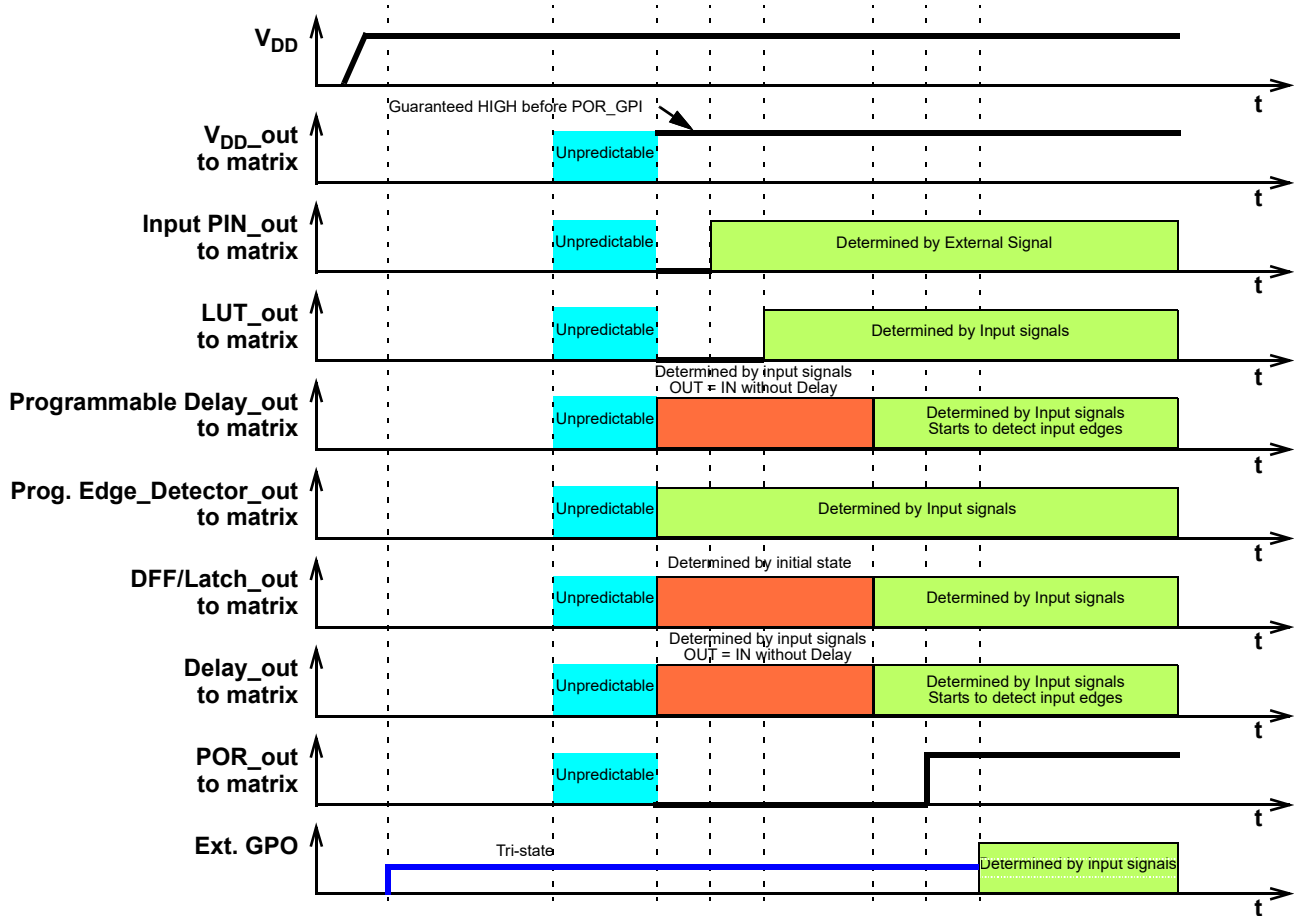 VDD
t
Guaranteed HIGH before POR_GPI
VDD_out
to matrix
Unpredictable
t
Input PIN_out
to matrix
Unpredictable
Determined by External Signal
t
LUT_out
to matrix
Unpredictable
Determined by Input signals
t
Determined by input signals
OUT = IN without Delay
Programmable Delay_out
to matrix
Unpredictable
Determined by Input signals
Starts to detect input edges
t
Prog. Edge_Detector_out
to matrix
Unpredictable
Determined by Input signals
t
Determined by initial state
DFF/Latch_out
to matrix
Unpredictable
Determined by Input signals
t
Determined by input signals
OUT = IN without Delay
Delay_out
to matrix
Unpredictable
Determined by Input signals
Starts to detect input edges
t
POR_out
to matrix
Unpredictable
t
Ext. GPO
Tri-state
Determined by input signals
t